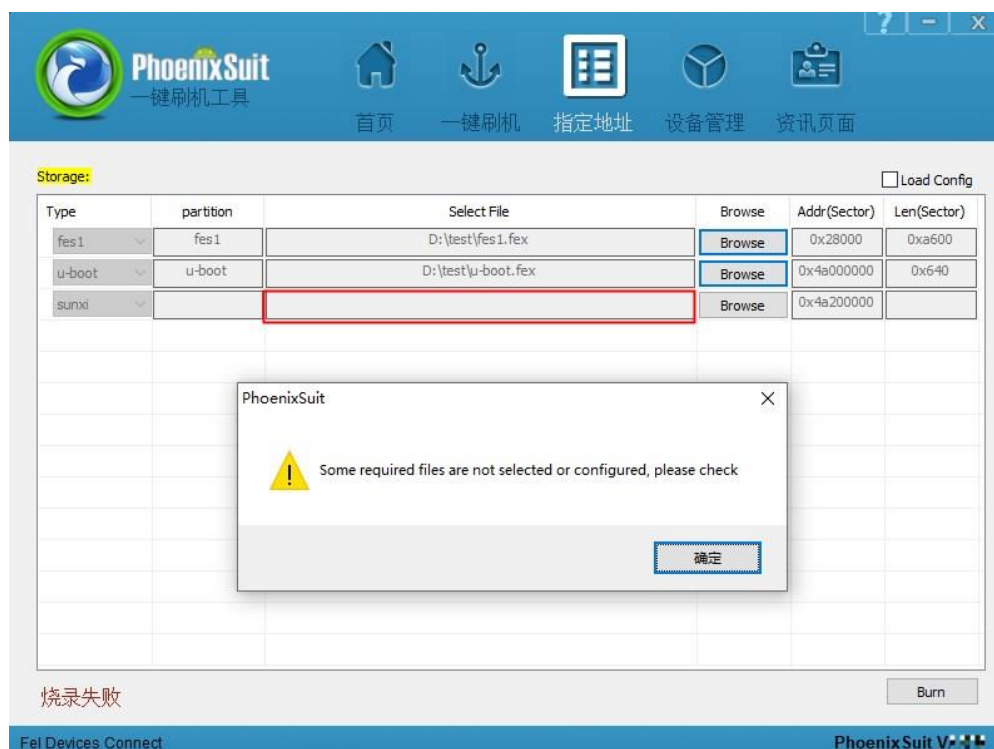 ? - X
PhoenixSuit
一键刷机工具
首页 一键刷机 指定地址 设备管理 资讯页面
Storage:
Load Config
Type partition Select File Browse Addr(Sector) Len(Sector)
fes1 fes1 D:\test\fes1.fex Browse 0x28000 0xa600
u-boot u-boot D:\test\u-boot.fex Browse 0x4a000000 0x640
sunxi Browse 0x4a200000
PhoenixSuit
Some required files are not selected or configured, please check
确定
烧录失败
Burn
Fel Devices Connect
PhoenixSuit